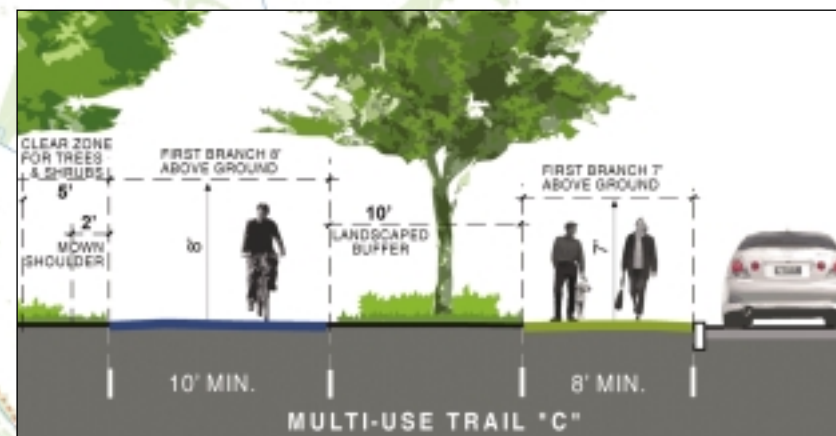 CLEAR ZONE
FOR TREES
& SHRUBS
5'
2'
MOWN
SHOULDER
FIRST BRANCH 8'
ABOVE GROUND
8'
10'
LANDSCAPED
BUFFER
FIRST BRANCH 7'
ABOVE GROUND
7'
10' MIN.
8' MIN.
MULTI-USE TRAIL "C"